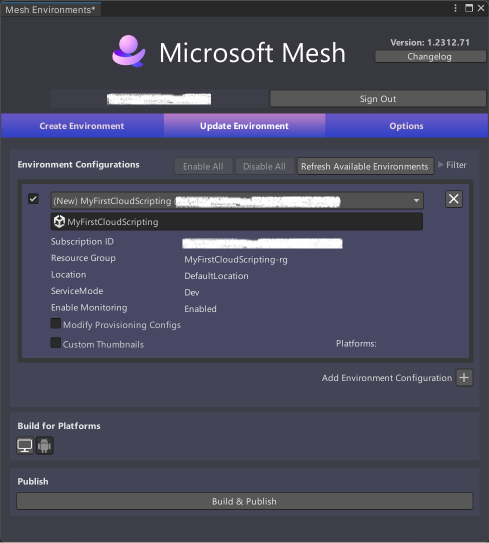 Mesh Environments*
Microsoft Mesh
Version: 1.2312.71
Changelog
Sign Out
Create Environment Update Environment Options
Environment Configurations Enable All Disable All Refresh Available Environments Filter
(New) MyFirstCloudScripting
MyFirstCloudScripting
Subscription ID
Resource Group MyFirstCloudScripting-rg
Location DefaultLocation
ServiceMode Dev
Enable Monitoring Enabled
Modify Provisioning Configs
Custom Thumbnails Platforms:
Add Environment Configuration
Build for Platforms
Publish
Build & Publish